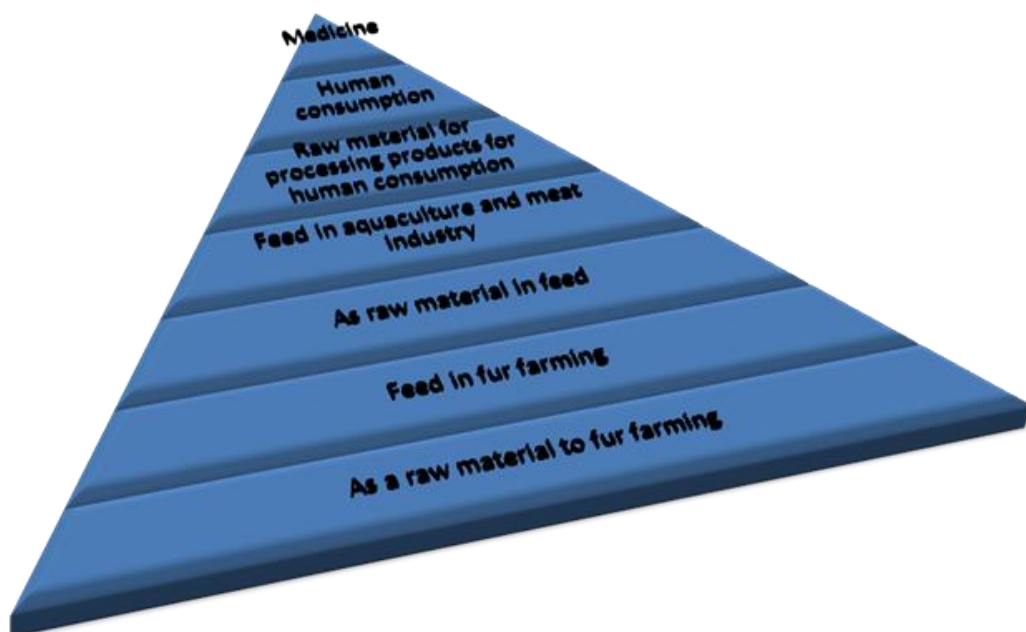 Medicine
Human
consumption
Raw material for
processing products for
human consumption
Feed in aquaculture and meat
industry
As raw material in feed
Feed in fur farming
As a raw material to fur farming